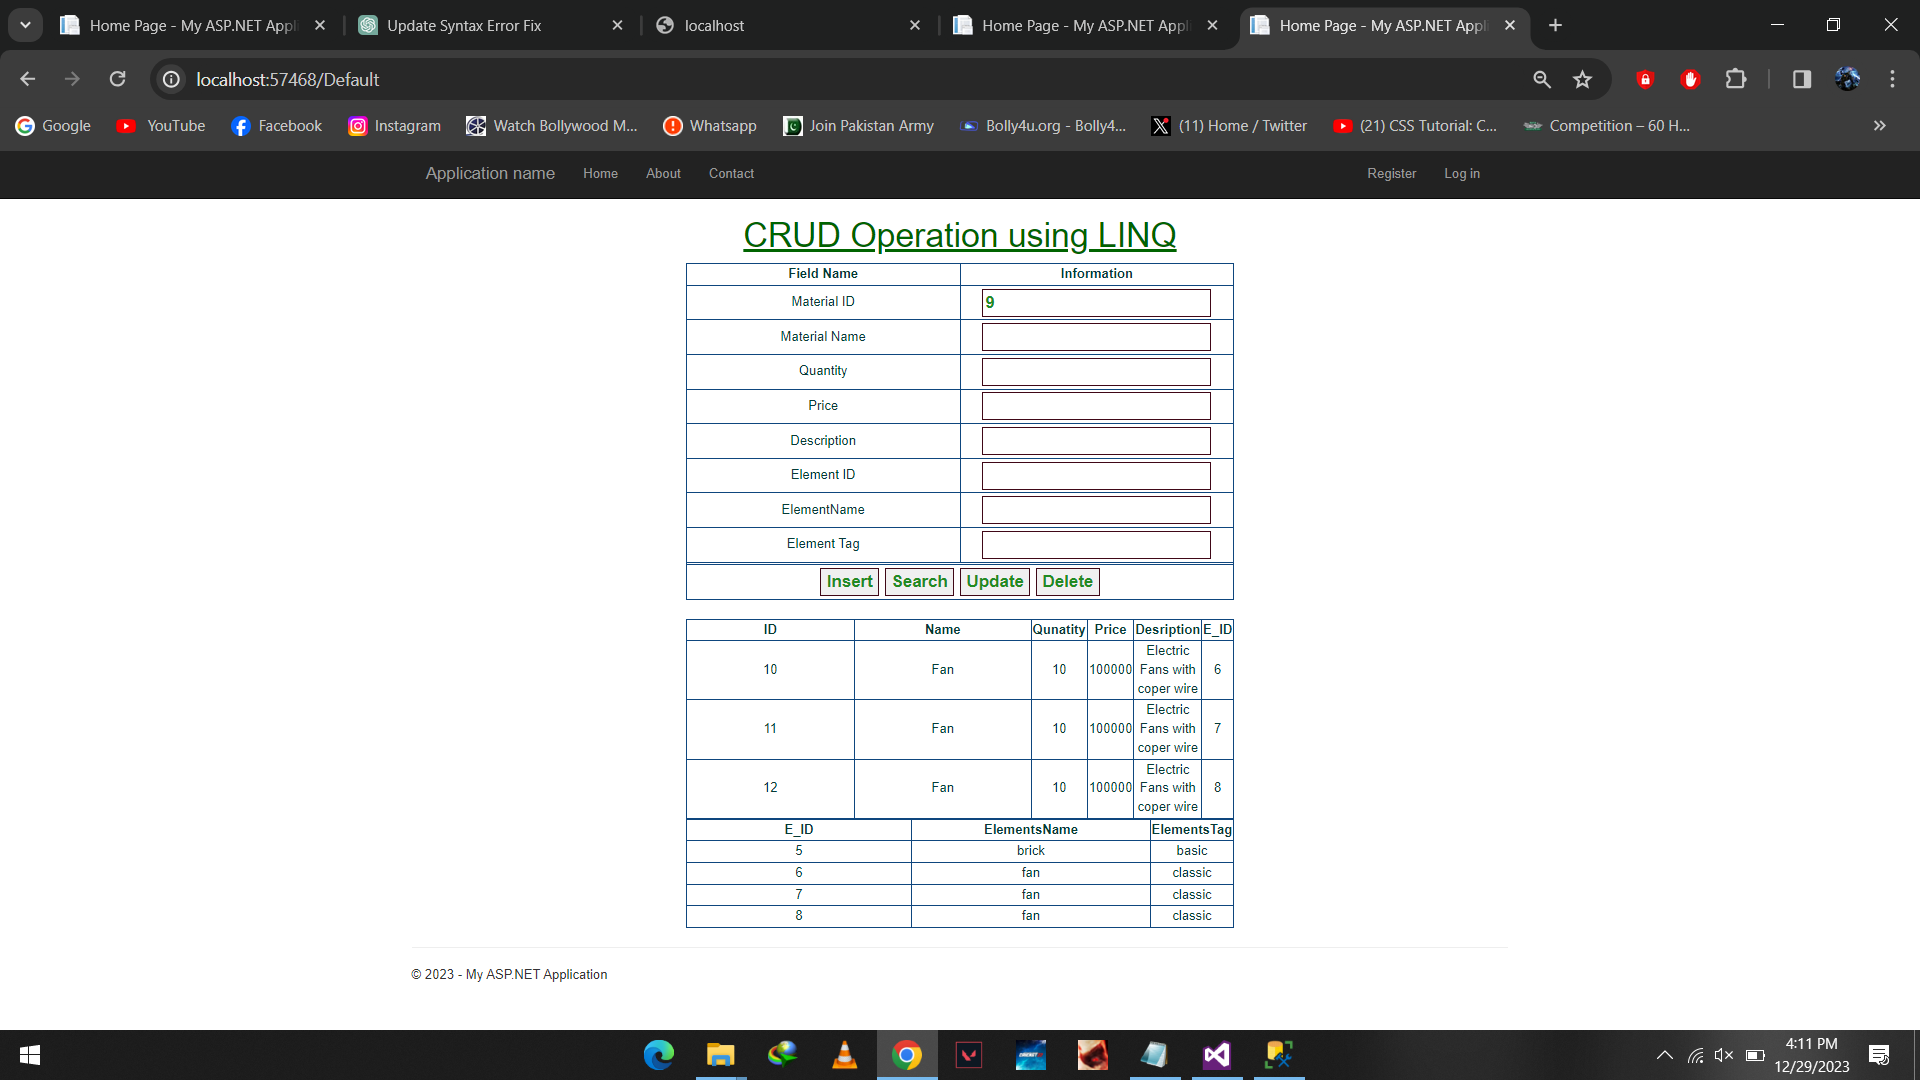 Home Page - My ASP.NET Appli
Update Syntax Error Fix
localhost
Home Page - My ASP.NET Appli
Home Page - My ASP.NET Appli
localhost:57468/Default
Google
YouTube
Facebook
Instagram
Watch Bollywood M...
Whatsapp
Join Pakistan Army
Bolly4u.org - Bolly4...
(11) Home / Twitter
(21) CSS Tutorial: C...
Competition – 60 H...
Application name
Home
About
Contact
Register
Log in
CRUD Operation using LINQ
Field Name Information
Material ID 9
Material Name
Quantity
Price
Description
Element ID
ElementName
Element Tag
Insert Search Update Delete
ID Name Qunatity Price Desription E_ID
10 Fan 10 100000 Electric Fans with coper wire 6
11 Fan 10 100000 Electric Fans with coper wire 7
12 Fan 10 100000 Electric Fans with coper wire 8
E_ID ElementsName ElementsTag
5 brick basic
6 fan classic
7 fan classic
8 fan classic
© 2023 - My ASP.NET Application
4:11 PM
12/29/2023